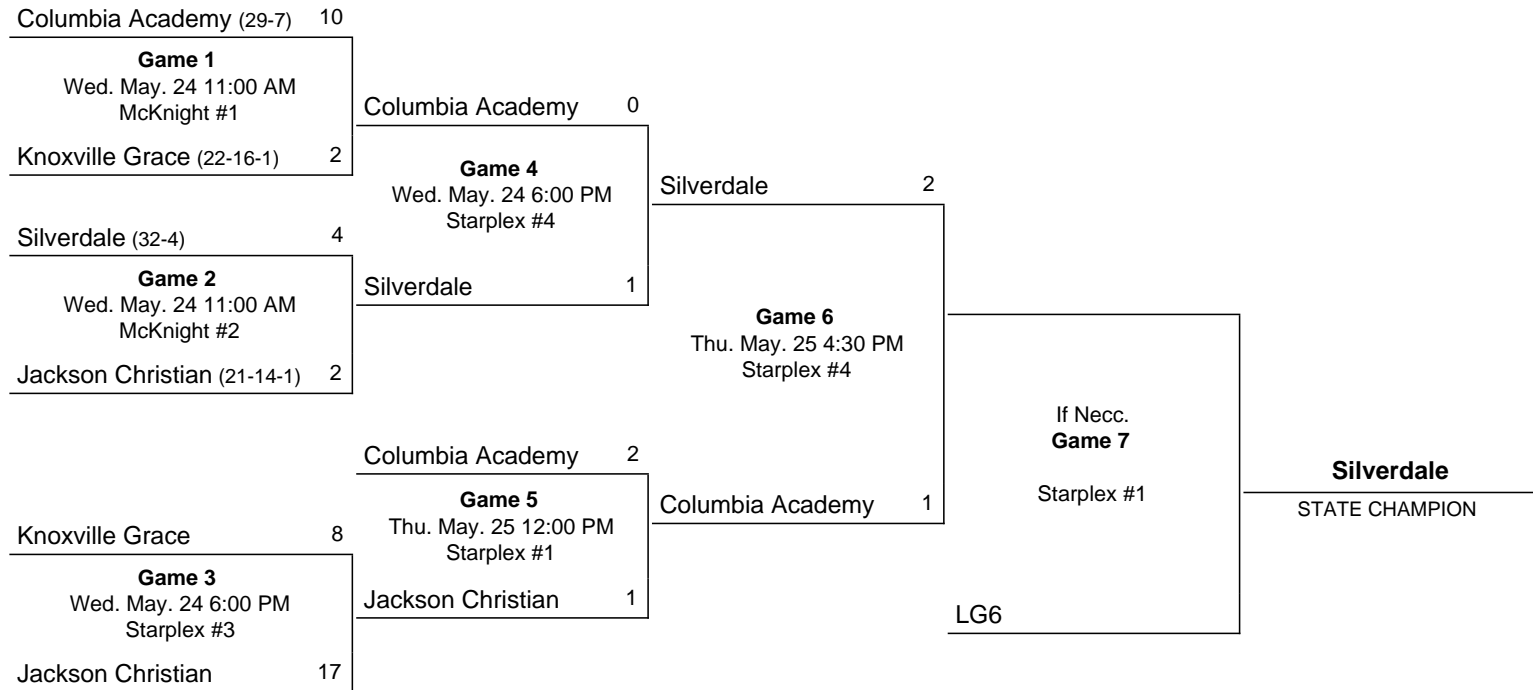 Columbia Academy (29-7) 10
Game 1
Wed. May. 24 11:00 AM
McKnight #1
Knoxville Grace (22-16-1) 2
Silverdale (32-4) 4
Game 2
Wed. May. 24 11:00 AM
McKnight #2
Jackson Christian (21-14-1) 2
Knoxville Grace 8
Game 3
Wed. May. 24 6:00 PM
Starplex #3
Jackson Christian 17
Columbia Academy 0
Game 4
Wed. May. 24 6:00 PM
Starplex #4
Silverdale 1
Columbia Academy 2
Game 5
Thu. May. 25 12:00 PM
Starplex #1
Jackson Christian 1
Silverdale 2
Game 6
Thu. May. 25 4:30 PM
Starplex #4
Columbia Academy 1
If Necc.
Game 7
Starplex #1
LG6
Silverdale
STATE CHAMPION